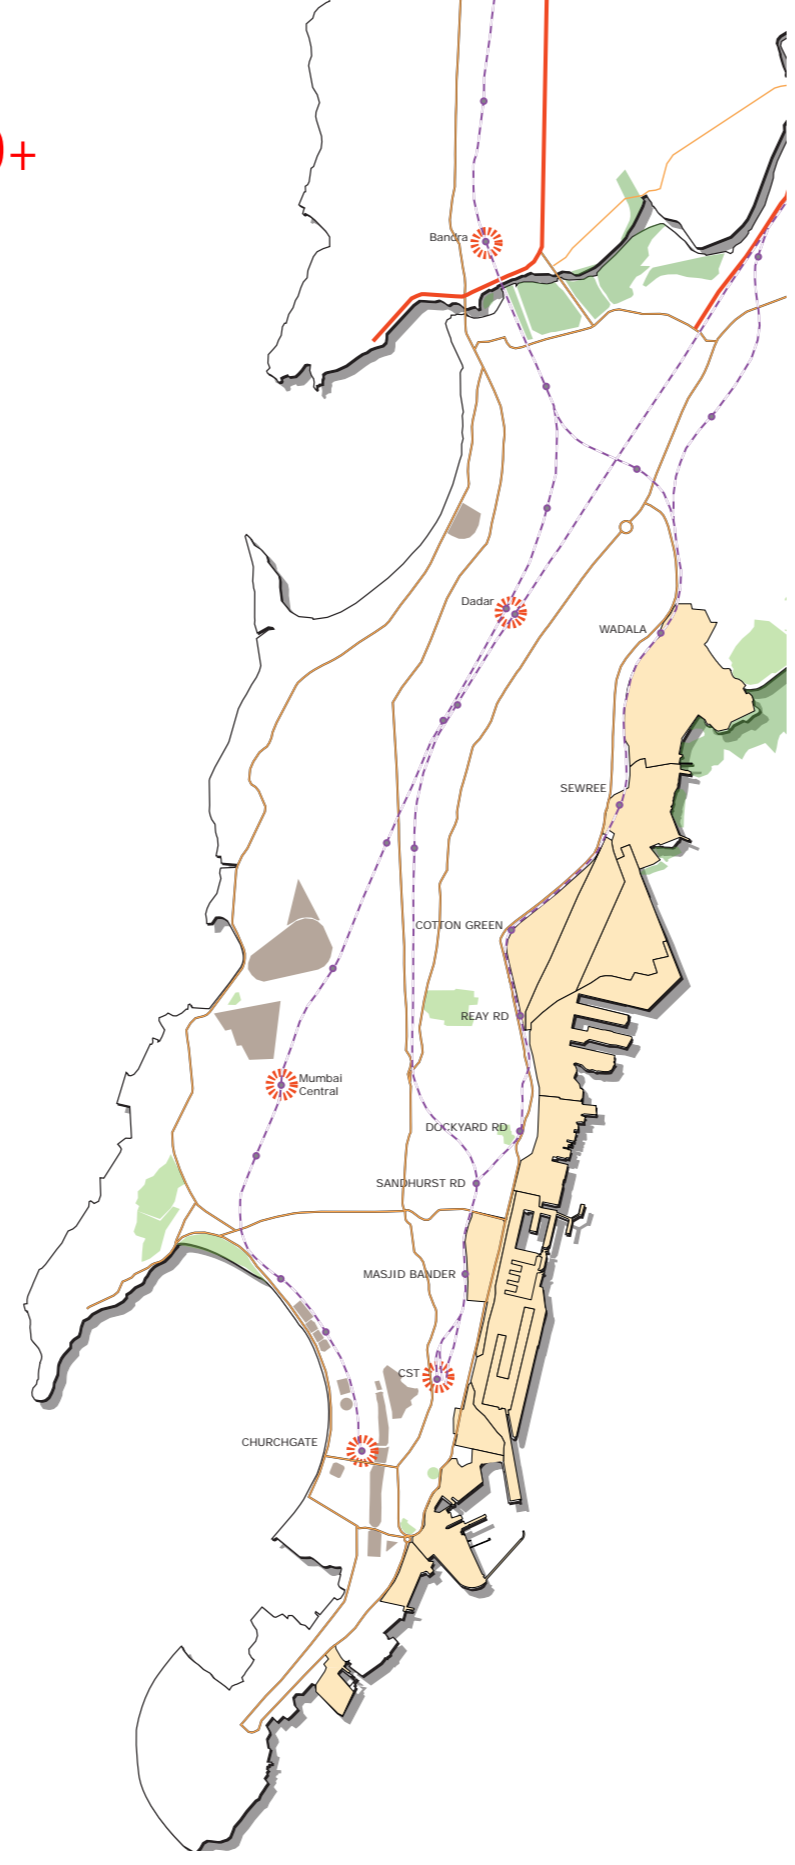 +
Bandra
Dadar
WADALA
SEWREE
COTTON GREEN
REAY RD
Mumbai
Central
DOCKYARD RD
SANDHURST RD
MASJID BANDER
CST
CHURCHGATE